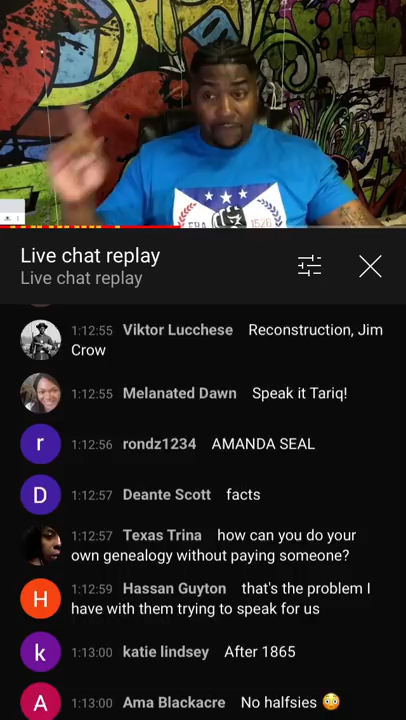 FBA 1526
Live chat replay
Live chat replay
1:12:55 Viktor Lucchese Reconstruction, Jim
Crow
1:12:55 Melanated Dawn Speak it Tariq!
1:12:56 rondz1234 AMANDA SEAL
1:12:57 Deante Scott facts
1:12:57 Texas Trina how can you do your
own genealogy without paying someone?
1:12:59 Hassan Guyton that's the problem I
have with them trying to speak for us
1:13:00 katie lindsey After 1865
1:13:00 Ama Blackacre No halfsies 😳
r
D
H
k
A